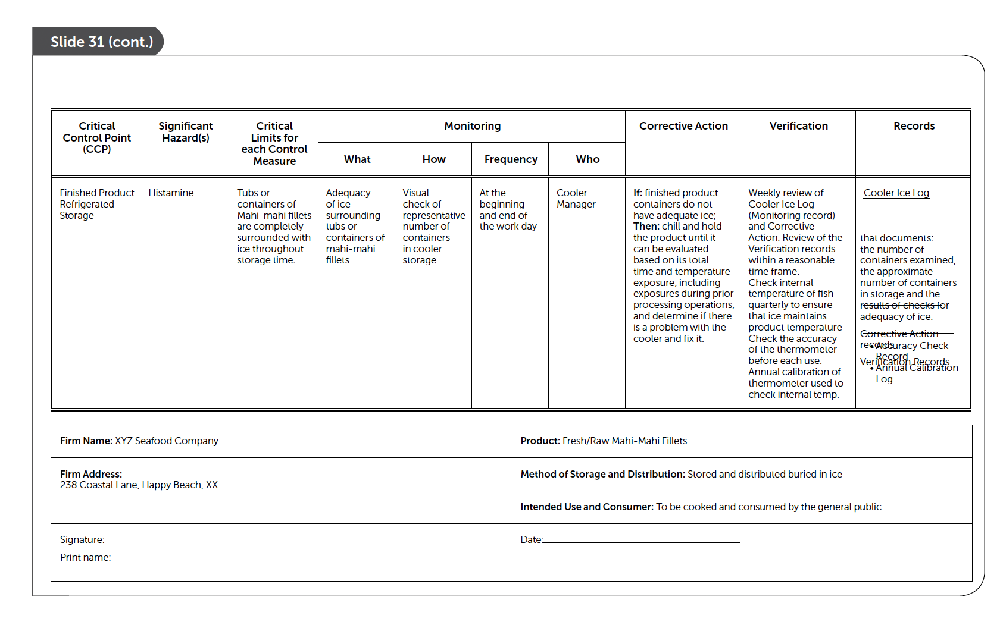 Slide 31 (cont.)
Critical
Control Point
(CCP)
Significant
Hazard(s)
Critical
Limits for
each Control
Measure
Monitoring
What
How
Frequency
Who
Corrective Action
Verification
Records
Finished Product
Refrigerated
Storage
Histamine
Tubs or
containers of
Mahi-mahi fillets
are completely
surrounded with
ice throughout
storage time.
Adequacy
of ice
surrounding
tubs or
containers of
mahi-mahi
fillets
Visual
check of
representative
number of
containers
in cooler
storage
At the
beginning
and end of
the work day
Cooler
Manager
If: finished product
containers do not
have adequate ice;
Then: chill and hold
the product until it
can be evaluated
based on its total
time and temperature
exposure, including
exposures during prior
processing operations,
and determine if there
is a problem with the
cooler and fix it.
Weekly review of
Cooler Ice Log
(Monitoring record)
and Corrective
Action. Review of the
Verification records
within a reasonable
time frame.
Check internal
temperature of fish
quarterly to ensure
that ice maintains
product temperature
Check the accuracy
of the thermometer
before each use.
Annual calibration of
thermometer used to
check internal temp.
Cooler Ice Log
that documents:
the number of
containers examined,
the approximate
number of containers
in storage and the
results of checks for
adequacy of ice.
Corrective Action
records
• Accuracy Check
Record
Verification Records
• Annual Calibration
Log
Firm Name: XYZ Seafood Company
Product: Fresh/Raw Mahi-Mahi Fillets
Firm Address:
238 Coastal Lane, Happy Beach, XX
Method of Storage and Distribution: Stored and distributed buried in ice
Intended Use and Consumer: To be cooked and consumed by the general public
Signature:
Print name:
Date: